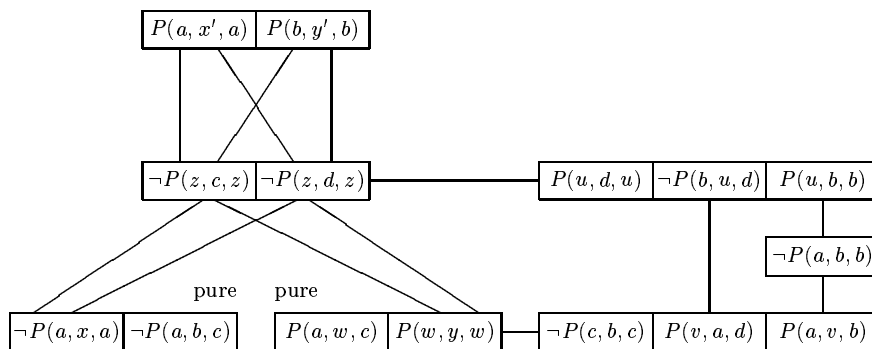 P(a, x′, a) P(b, y′, b)
¬P(z, c, z) ¬P(z, d, z) P(u, d, u) ¬P(b, u, d) P(u, b, b)
¬P(a, b, b)
pure pure
¬P(a, x, a) ¬P(a, b, c) P(a, w, c) P(w, y, w) ¬P(c, b, c) P(v, a, d) P(a, v, b)